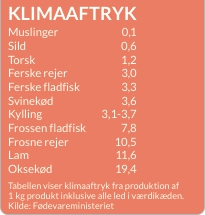 KLIMAAFTRYK
Muslinger 0,1
Sild 0,6
Torsk 1,2
Ferske rejer 3,0
Ferske fladfisk 3,3
Svinekød 3,6
Kylling 3,1-3,7
Frossen fladfisk 7,8
Frosne rejer 10,5
Lam 11,6
Oksekød 19,4
Tabellen viser klimaaftryk fra produktion af
1 kg produkt inklusive alle led i værdikæden.
Kilde: Fødevareministeriet